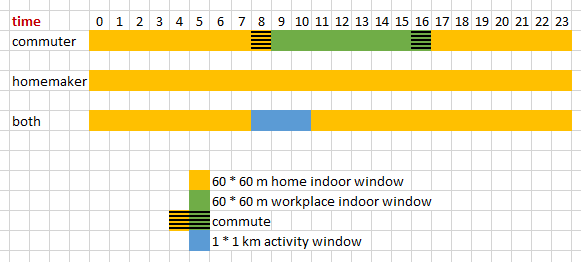 time 0 1 2 3 4 5 6 7 8 9 10 11 12 13 14 15 16 17 18 19 20 21 22 23
commuter
homemaker
both
60 * 60 m home indoor window
60 * 60 m workplace indoor window
commute
1 * 1 km activity window